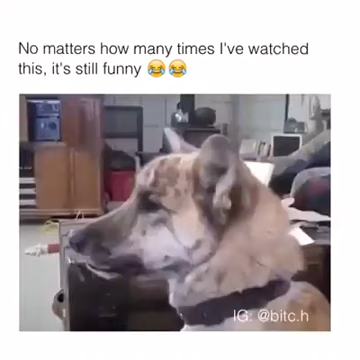 No matters how many times I've watched
this, it's still funny 😂😂
IG: @bitc.h